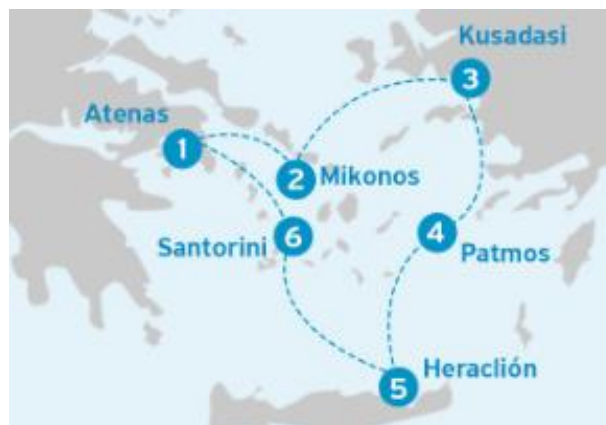 Kusadasi
3
Atenas
1
2 Mikonos
Santorini 6
4
Patmos
Heraclión
5